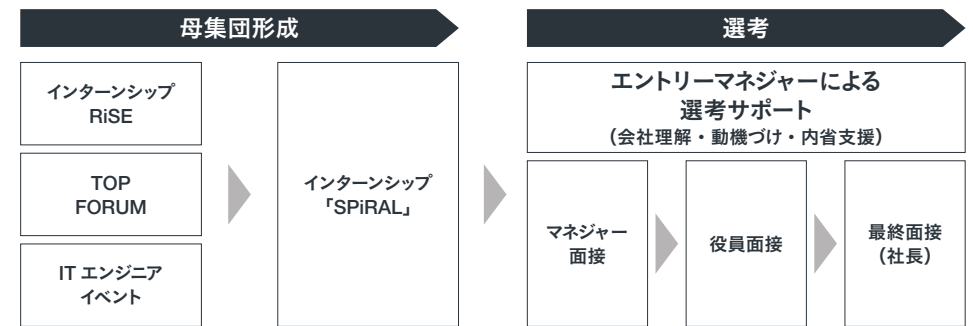 母集団形成
選考
インターンシップ
RiSE
TOP
FORUM
IT エンジニア
イベント
インターンシップ
「SPiRAL」
エントリーマネジャーによる
選考サポート
(会社理解・動機づけ・内省支援)
マネジャー
面接
役員面接
最終面接
(社長)